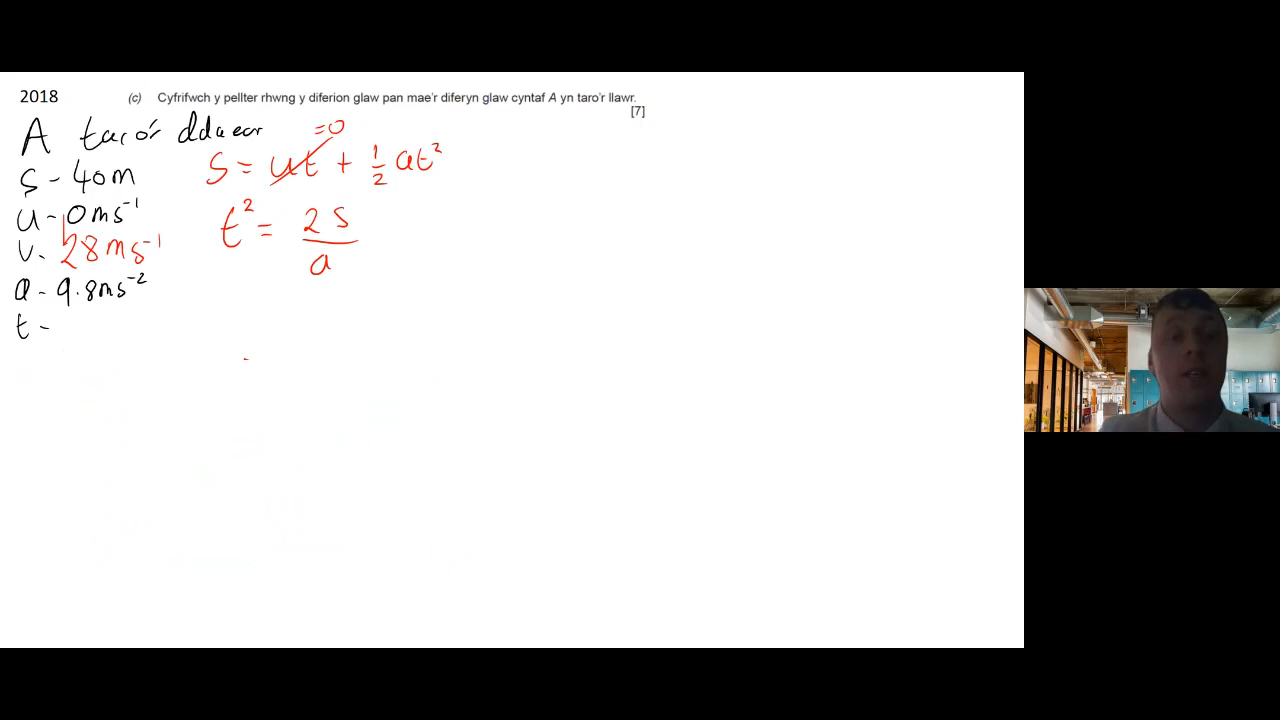 2018
(c) Cyfrifwch y pellter rhwng y diferion glaw pan mae'r diferyn glaw cyntaf A yn taro'r llawr.
[7]
A taro'r ddaear
S - 40m
u - 0ms⁻¹
v - 28ms⁻¹
a - 9.8ms⁻²
t -
=0
S = ut + 1/2 at²
t² = 2s/a